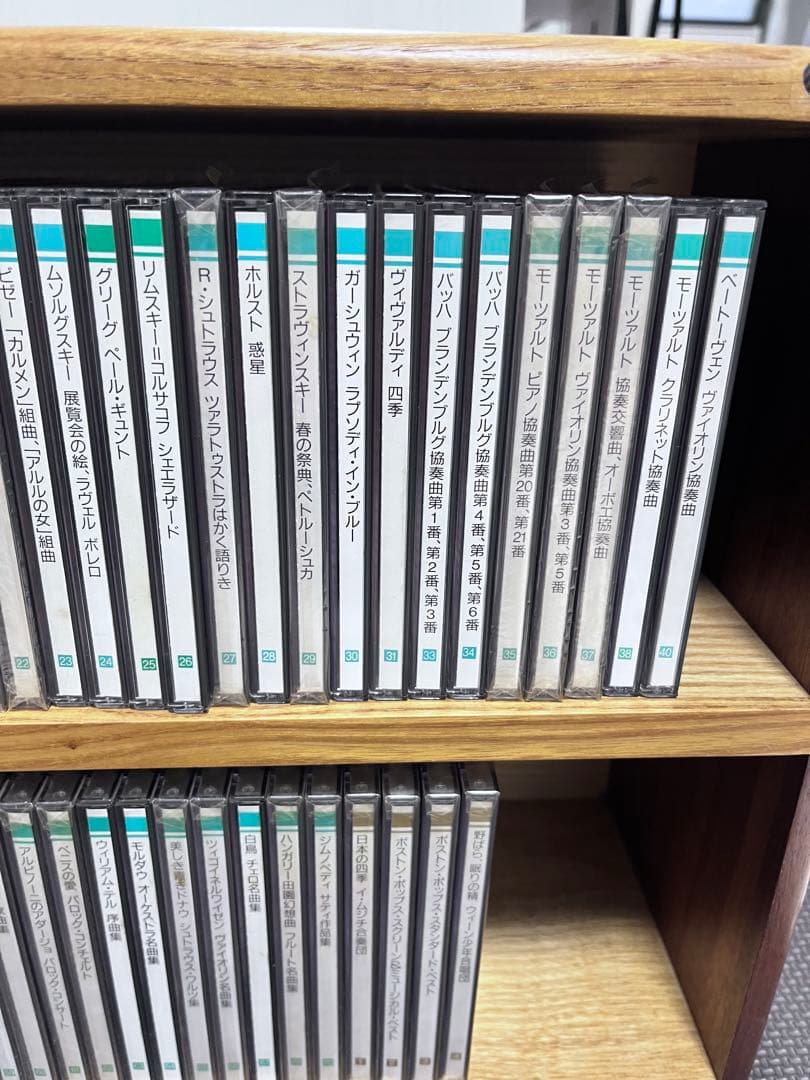 22
ビゼー 「カルメン」組曲、「アルルの女」組曲 23
ムソルグスキー 展覧会の絵、ラヴェル ボレロ 24
グリーグ ペール・ギュント 25
リムスキー=コルサコフ シェエラザード 26
R・シュトラウス ツァラトゥストラはかく語りき 27
ホルスト 惑星 28
ストラヴィンスキー 春の祭典、ペトルーシュカ 29
ガーシュウィン ラプソディ・イン・ブルー 30
ヴィヴァルディ 四季 31
バッハ ブランデンブルグ協奏曲第1番、第2番、第3番 33
バッハ ブランデンブルグ協奏曲第4番、第5番、第6番 34
モーツァルト ピアノ協奏曲第20番、第21番 35
モーツァルト ヴァイオリン協奏曲第3番、第5番 36
モーツァルト 協奏交響曲、オーボエ協奏曲 37
モーツァルト クラリネット協奏曲 38
ベートーヴェン ヴァイオリン協奏曲 40
曲集
アルビノーニのアダージョ バロック・コンサート
ベニスの愛 バロック・コンチェルト
ウィリアム・テル 序曲集
モルダウ オーケストラ名曲集
美しき青きドナウ シュトラウス・ワルツ集
ツィゴイネルワイゼン ヴァイオリン名曲集
白鳥 チェロ名曲集
ハンガリー田園幻想曲 フルート名曲集
ジムノペディ サティ作品集
日本の四季 イ・ムジチ合奏団 1
ボストン・ポップス・スクリーン&ミュージカル・ベスト 2
ボストン・ポップス・スタンダード・ベスト 3
野ばら、眠りの精 ウィーン少年合唱団 4